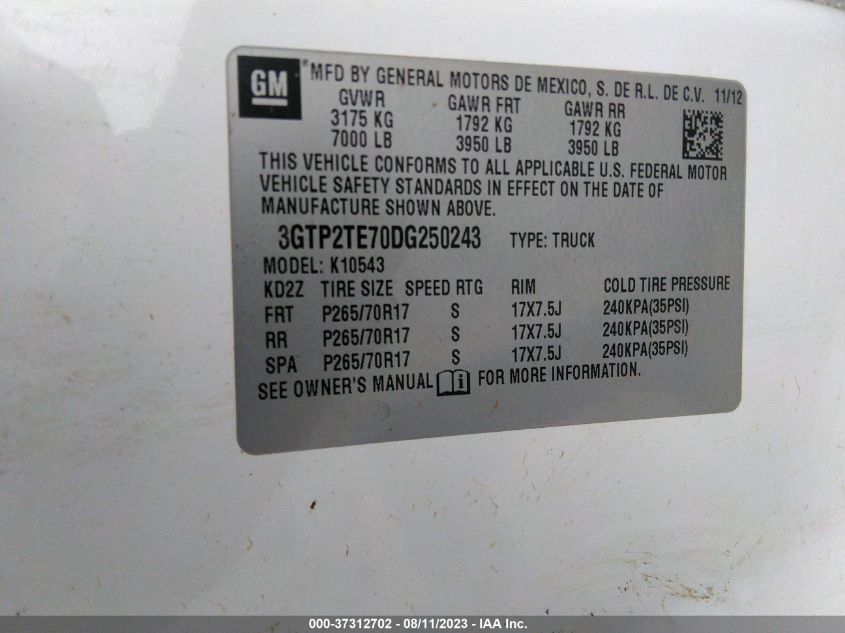 GM
*MFD BY GENERAL MOTORS DE MEXICO, S. DE R.L. DE C.V. 11/12
GVWR GAWR FRT GAWR RR
3175 KG 1792 KG 1792 KG
7000 LB 3950 LB 3950 LB
THIS VEHICLE CONFORMS TO ALL APPLICABLE U.S. FEDERAL MOTOR
VEHICLE SAFETY STANDARDS IN EFFECT ON THE DATE OF
MANUFACTURE SHOWN ABOVE.
3GTP2TE70DG250243 TYPE: TRUCK
MODEL: K10543
KD2Z TIRE SIZE SPEED RTG RIM COLD TIRE PRESSURE
FRT P265/70R17 S 17X7.5J 240KPA(35PSI)
RR P265/70R17 S 17X7.5J 240KPA(35PSI)
SPA P265/70R17 S 17X7.5J 240KPA(35PSI)
SEE OWNER'S MANUAL FOR MORE INFORMATION.
000-37312702 - 08/11/2023 - IAA Inc.